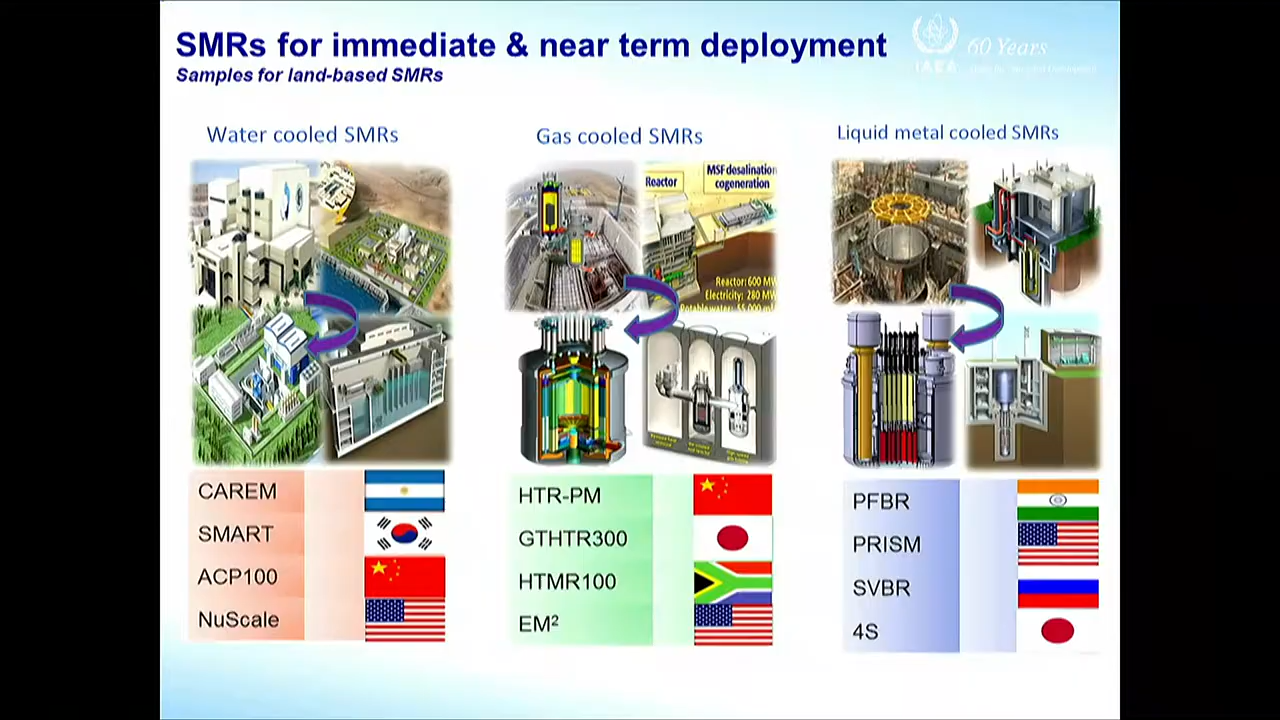 SMRs for immediate & near term deployment
Samples for land-based SMRs
60 Years
IAEA
Water cooled SMRs
Gas cooled SMRs
Liquid metal cooled SMRs
Reactor
MSF desalination
cogeneration
Reactor: 600 MW
Electricity: 280 MW
CAREM
SMART
ACP100
NuScale
HTR-PM
GTHTR300
HTMR100
EM²
PFBR
PRISM
SVBR
4S